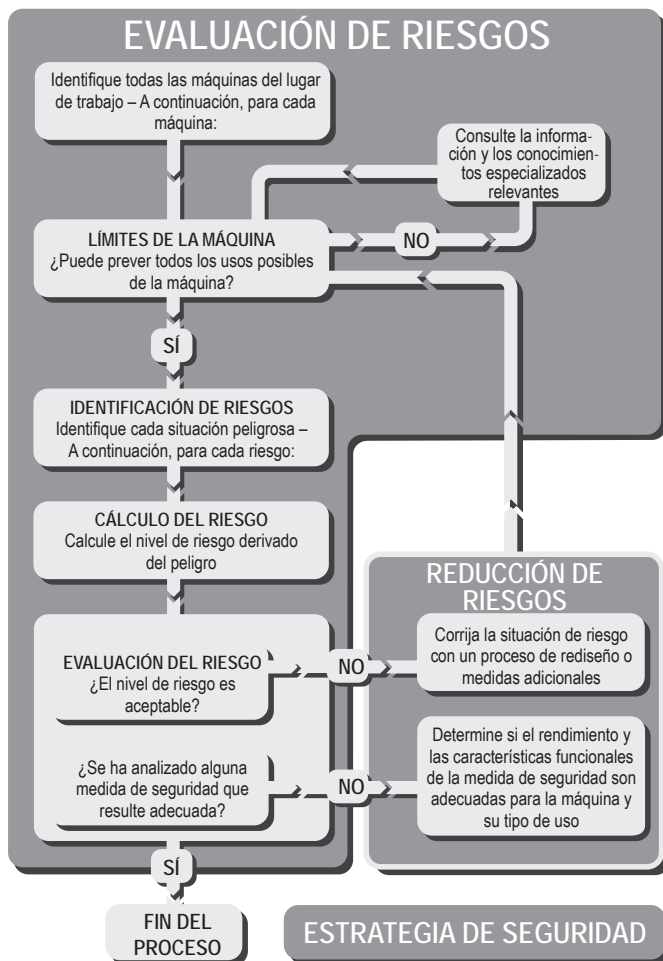 EVALUACIÓN DE RIESGOS
Identifique todas las máquinas del lugar
de trabajo – A continuación, para cada
máquina:
Consulte la informa-
ción y los conocimien-
tos especializados
relevantes
LÍMITES DE LA MÁQUINA
¿Puede prever todos los usos posibles
de la máquina?
NO
SÍ
IDENTIFICACIÓN DE RIESGOS
Identifique cada situación peligrosa –
A continuación, para cada riesgo:
CÁLCULO DEL RIESGO
Calcule el nivel de riesgo derivado
del peligro
REDUCCIÓN DE
RIESGOS
EVALUACIÓN DEL RIESGO
¿El nivel de riesgo es
aceptable?
NO
Corrija la situación de riesgo
con un proceso de rediseño o
medidas adicionales
¿Se ha analizado alguna
medida de seguridad que
resulte adecuada?
NO
Determine si el rendimiento y
las características funcionales
de la medida de seguridad son
adecuadas para la máquina y
su tipo de uso
SÍ
FIN DEL
PROCESO
ESTRATEGIA DE SEGURIDAD